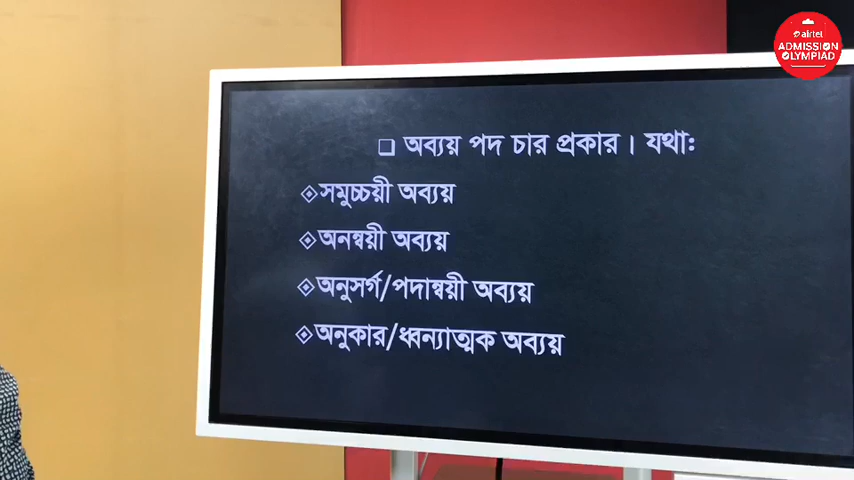 airtel
ADMISSION
OLYMPIAD
❑ অব্যয় পদ চার প্রকার। যথা:
সমুচ্চয়ী অব্যয়
অনন্বয়ী অব্যয়
অনুসর্গ/পদান্বয়ী অব্যয়
অনুকার/ধ্বন্যাত্মক অব্যয়